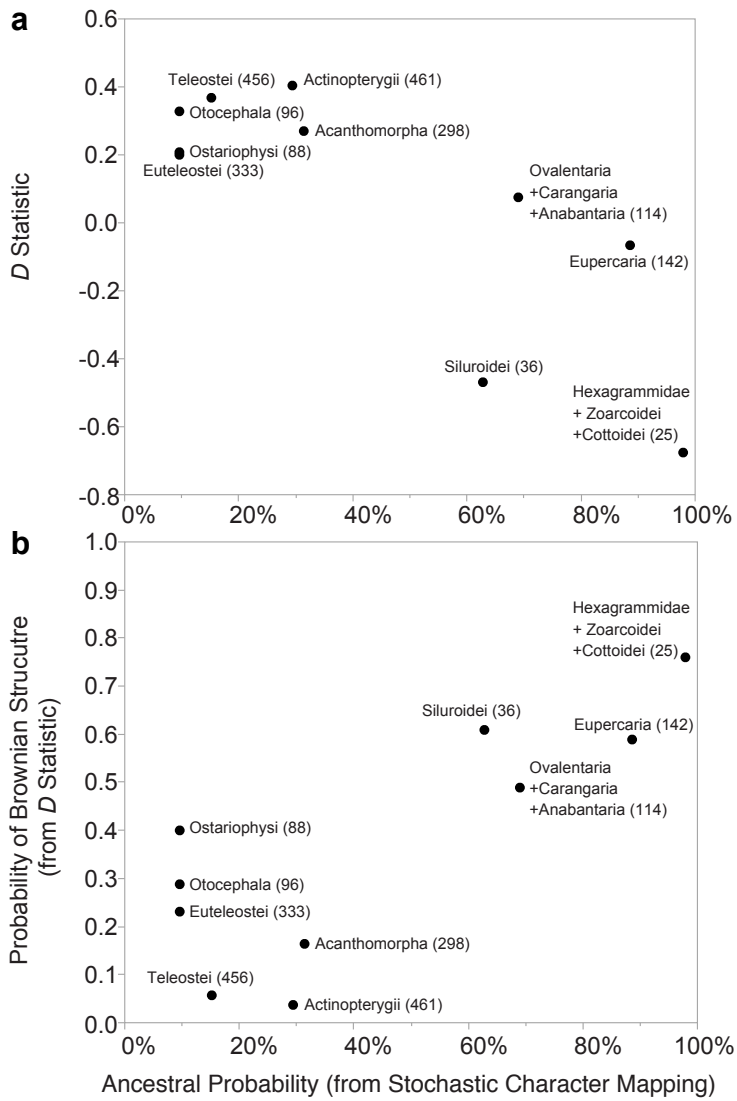 a
0.6
0.4
0.2
0.0
-0.2
-0.4
-0.6
-0.8
D Statistic
Teleostei (456)
Actinopterygii (461)
Otocephala (96)
Acanthomorpha (298)
Ostariophysi (88)
Euteleostei (333)
Ovalentaria
+Carangaria
+Anabantaria (114)
Eupercaria (142)
Siluroidei (36)
Hexagrammidae
+ Zoarcoidei
+Cottoidei (25)
0% 20% 40% 60% 80% 100%
b
1.0
0.9
0.8
0.7
0.6
0.5
0.4
0.3
0.2
0.1
0.0
Probability of Brownian Strucutre
(from D Statistic)
Hexagrammidae
+ Zoarcoidei
+Cottoidei (25)
Siluroidei (36)
Eupercaria (142)
Ovalentaria
+Carangaria
+Anabantaria (114)
Ostariophysi (88)
Otocephala (96)
Euteleostei (333)
Acanthomorpha (298)
Teleostei (456)
Actinopterygii (461)
0% 20% 40% 60% 80% 100%
Ancestral Probability (from Stochastic Character Mapping)